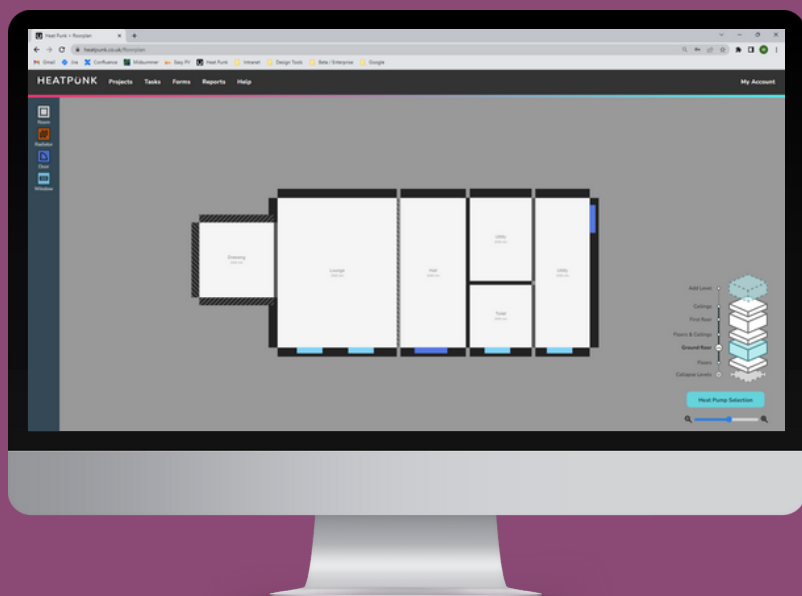 Heat Punk > Floorplan
heatpunk.co.uk/floorplan
Gmail Jira Confluence Midsummer Easy PV Heat Punk Intranet Design Tools Beta / Enterprise Google
HEATPUNK Projects Tasks Forms Reports Help My Account
Room
Radiator
Door
Window
Utility
Drawing
Lounge
Hall
Utility
Toilet
Add Level
Ceilings
First floor
Floors & Ceilings
Ground floor
Floors
Collapse Levels
Heat Pump Selection